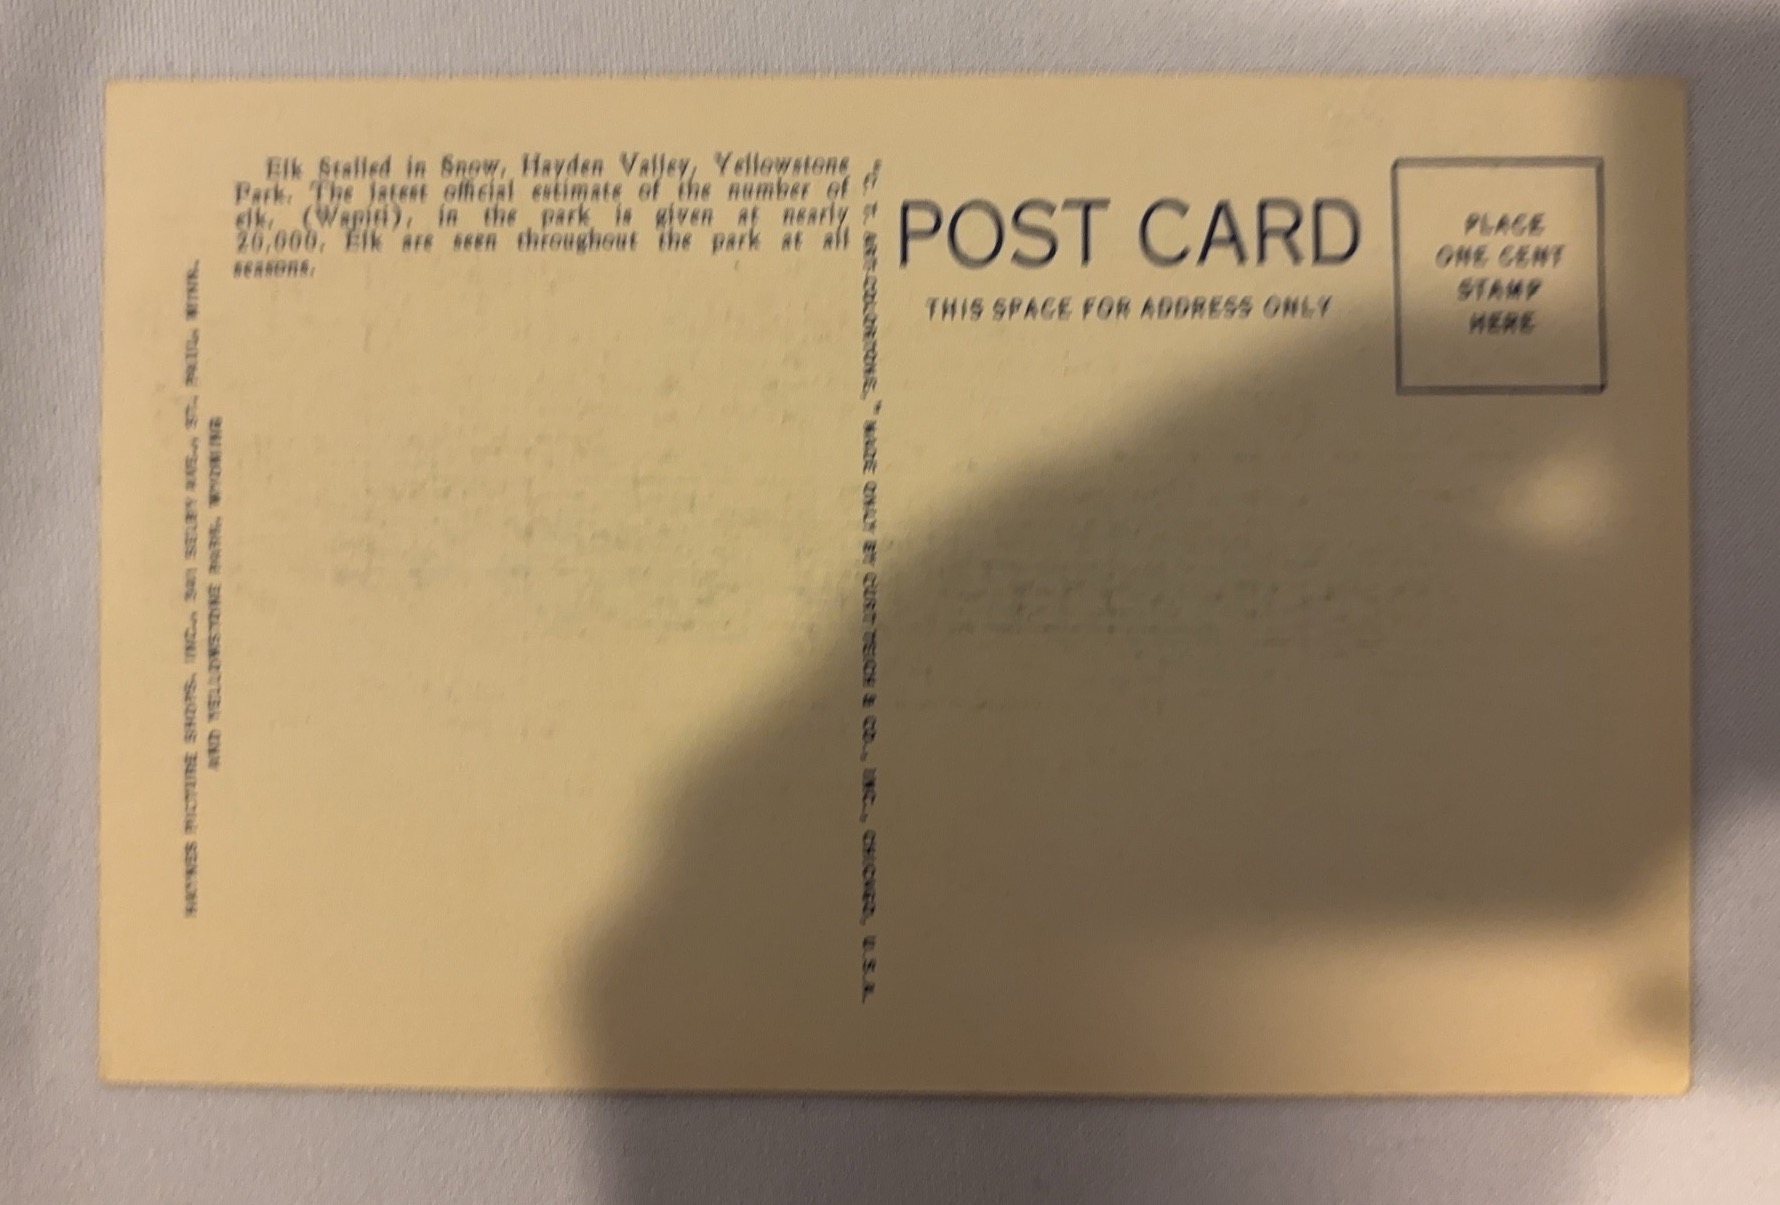 Elk Stalled in Snow, Hayden Valley, Yellowstone
Park. The latest official estimate of the number of
elk, (Wapiti), in the park is given at nearly
20,000. Elk are seen throughout the park at all
seasons.
HAYNES PICTURE SHOPS, INC., 341 SELBY AVE., ST. PAUL, MINN.
AND YELLOWSTONE PARK, WYOMING
"C. T. ART-COLORTONE," MADE ONLY BY CURT TEICH & CO., INC., CHICAGO, U.S.A.
POST CARD
THIS SPACE FOR ADDRESS ONLY
PLACE
ONE CENT
STAMP
HERE